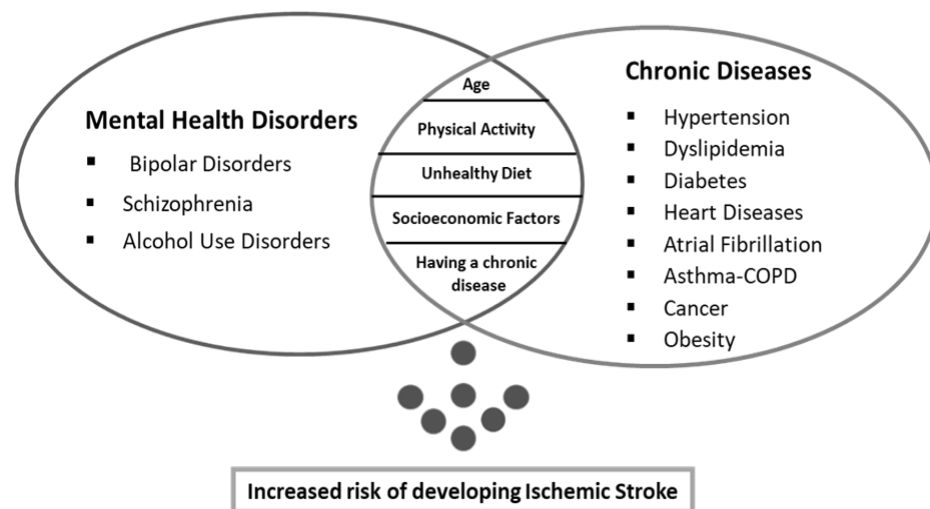 Mental Health Disorders
▪ Bipolar Disorders
▪ Schizophrenia
▪ Alcohol Use Disorders
Age
Physical Activity
Unhealthy Diet
Socioeconomic Factors
Having a chronic
disease
Chronic Diseases
▪ Hypertension
▪ Dyslipidemia
▪ Diabetes
▪ Heart Diseases
▪ Atrial Fibrillation
▪ Asthma-COPD
▪ Cancer
▪ Obesity
Increased risk of developing Ischemic Stroke